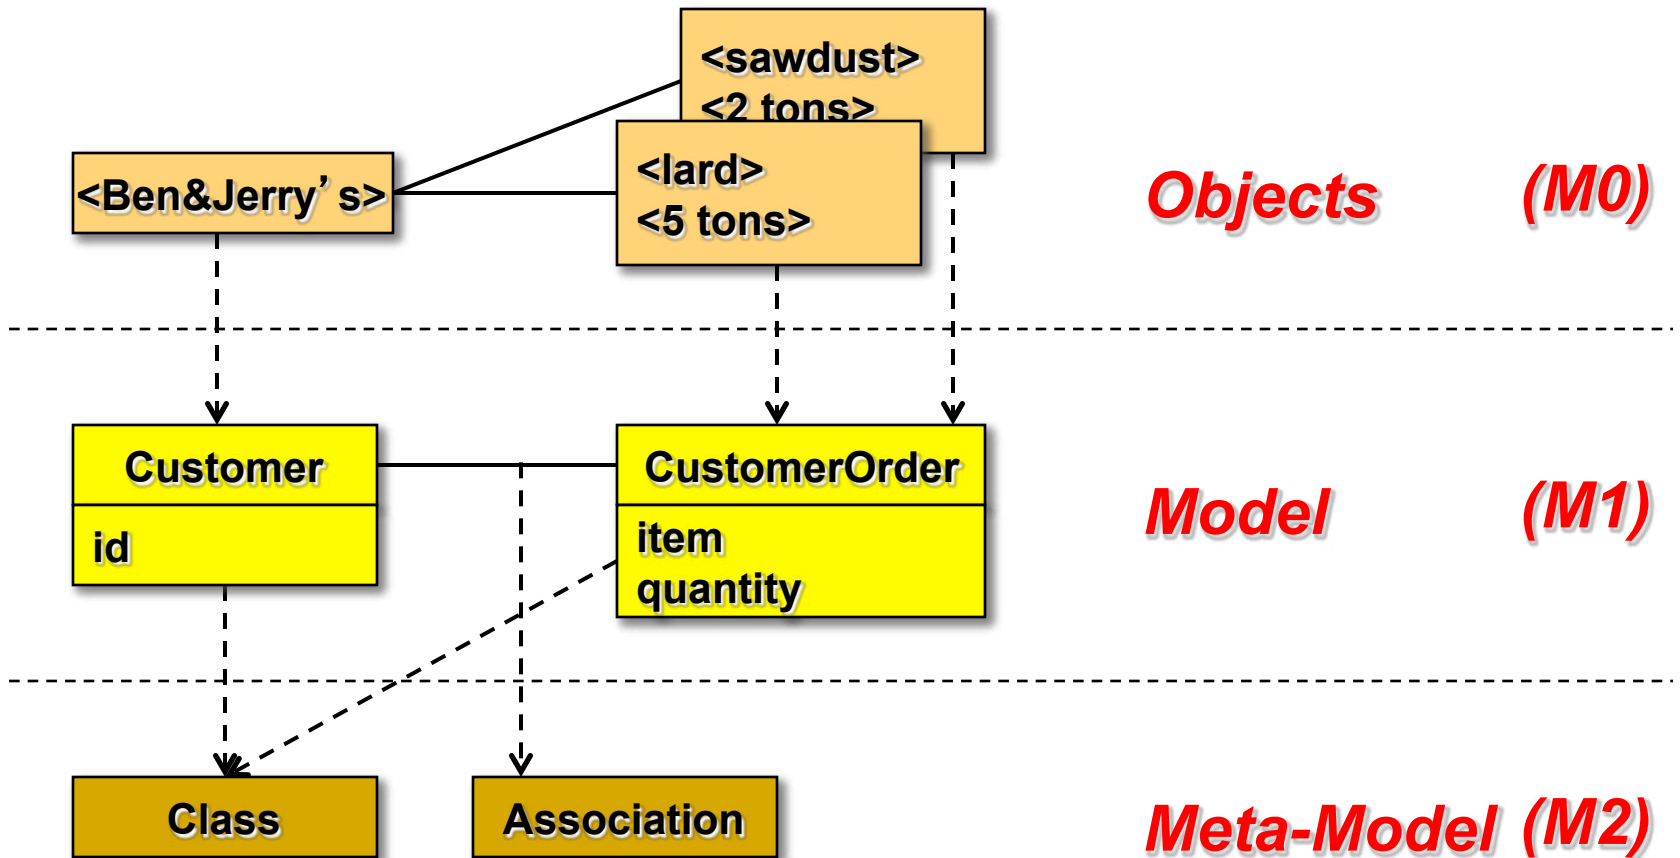 <sawdust>
<2 tons>
<Ben&Jerry’s>
<lard>
<5 tons>
Objects (M0)
Customer
id
CustomerOrder
item
quantity
Model (M1)
Class
Association
Meta-Model (M2)